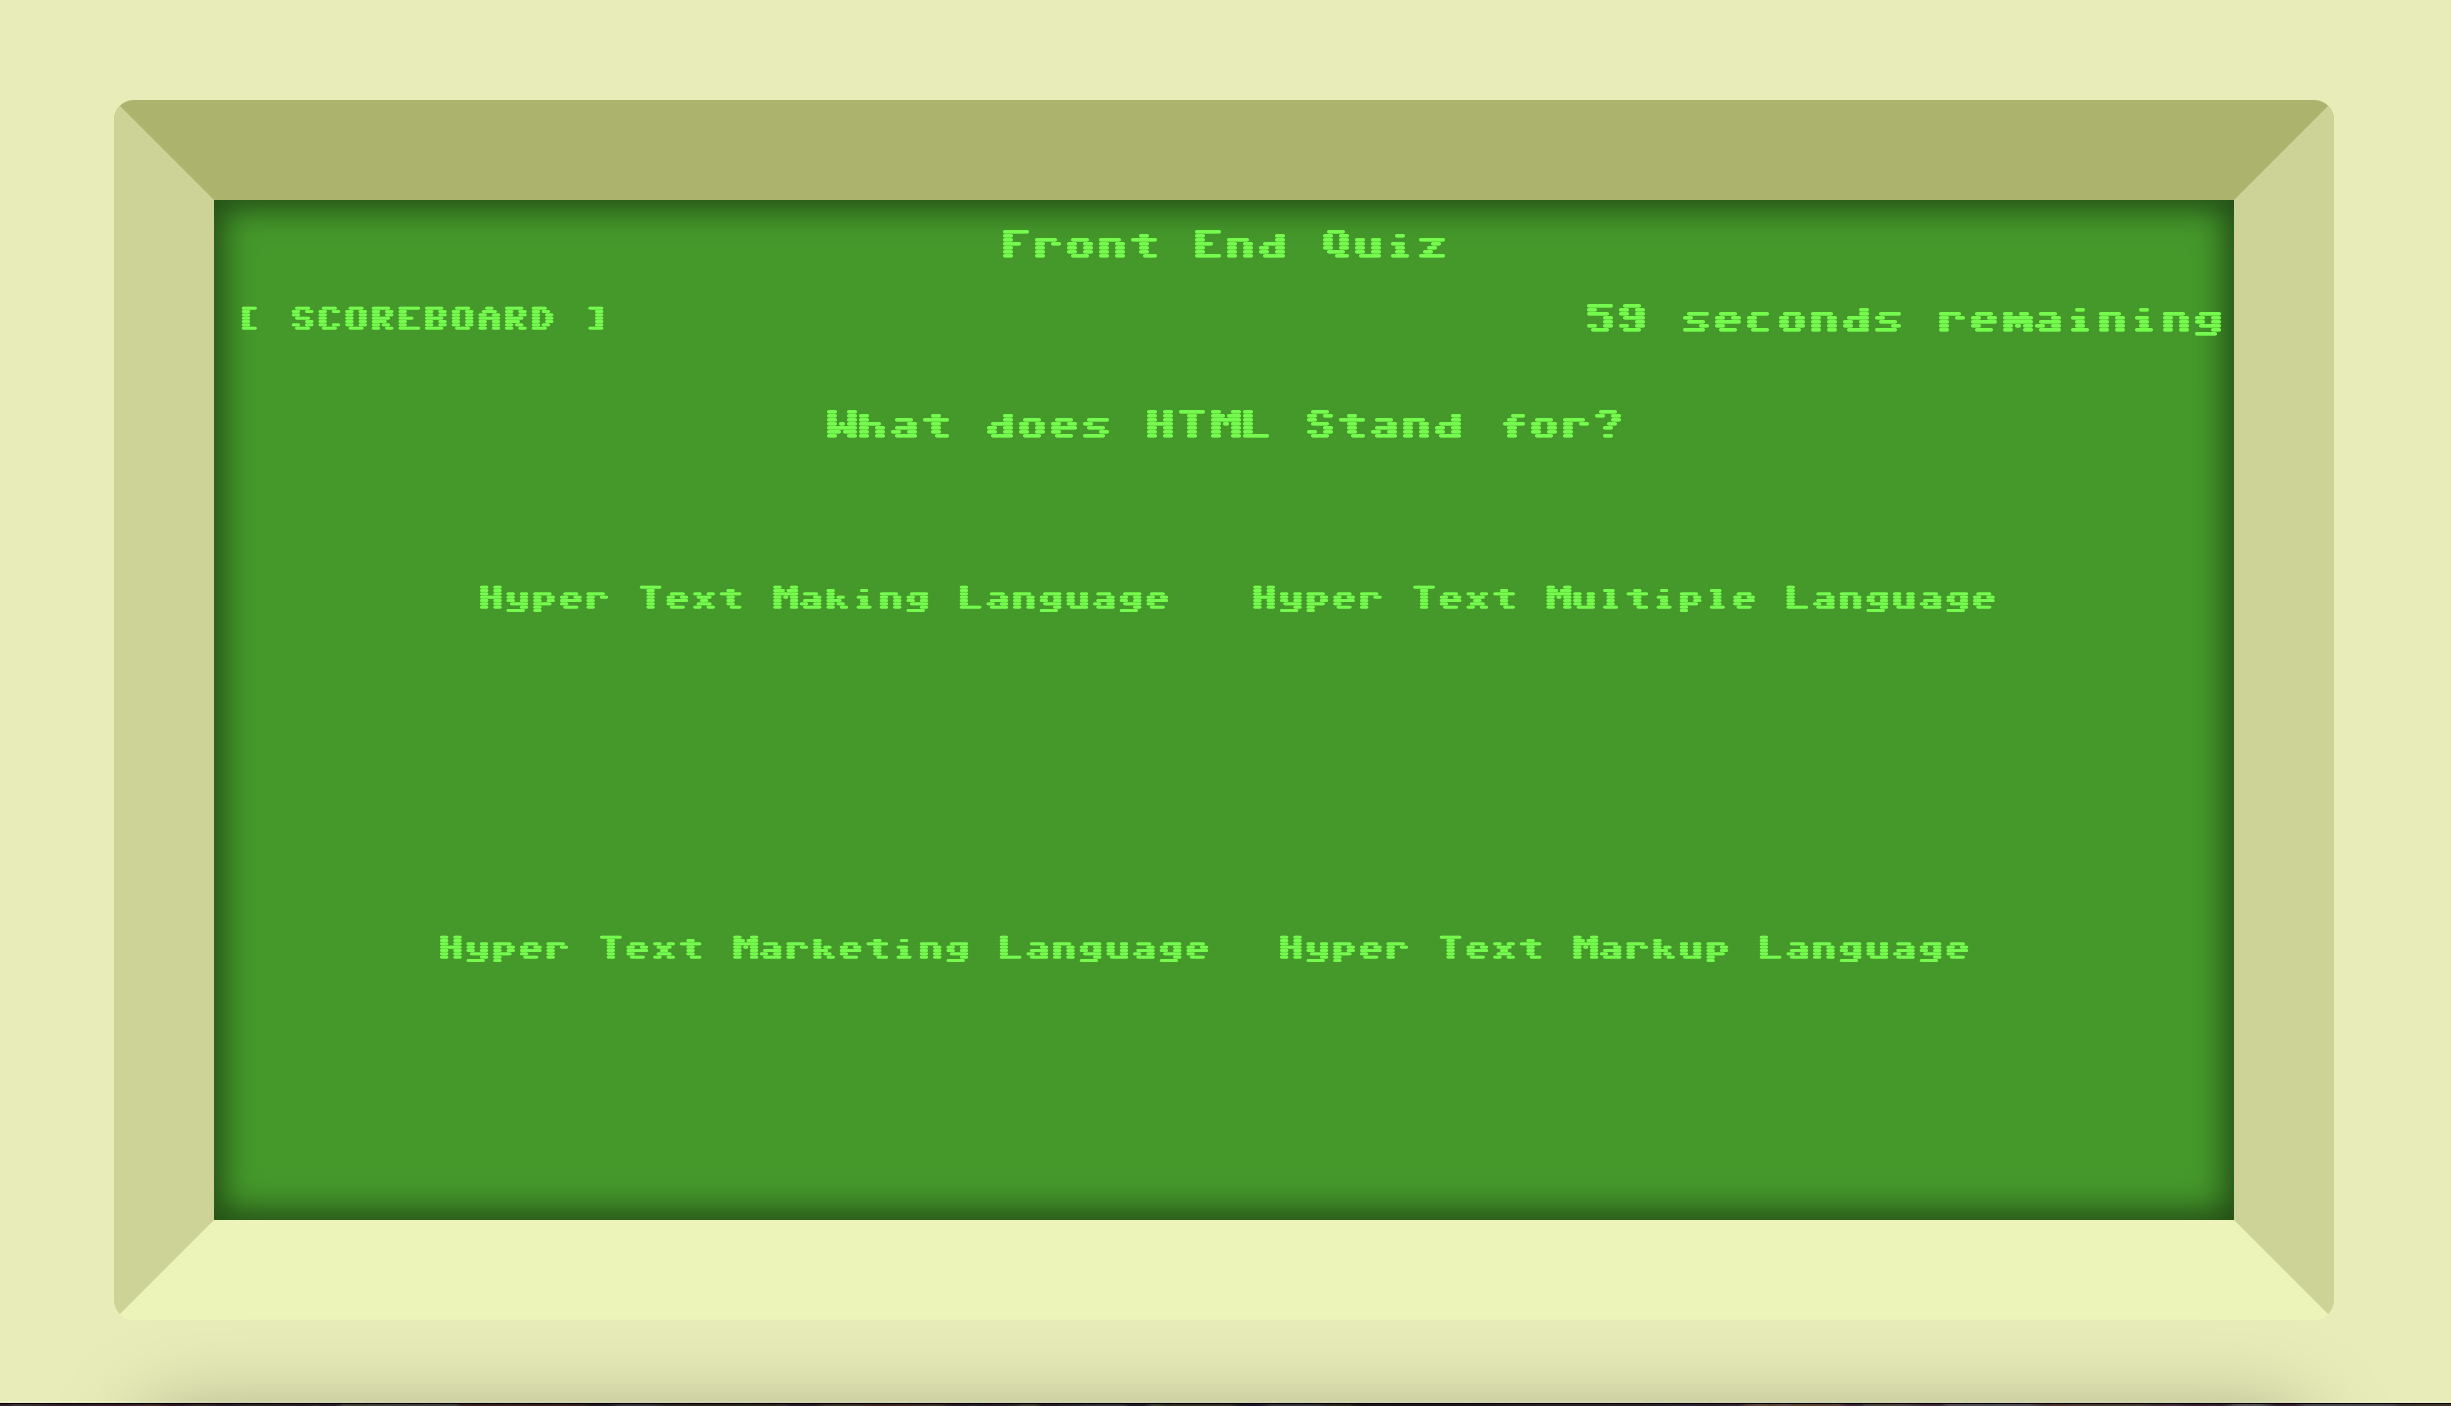 Front End Quiz
[ SCOREBOARD ] 59 seconds remaining
What does HTML Stand for?
Hyper Text Making Language Hyper Text Multiple Language
Hyper Text Marketing Language Hyper Text Markup Language